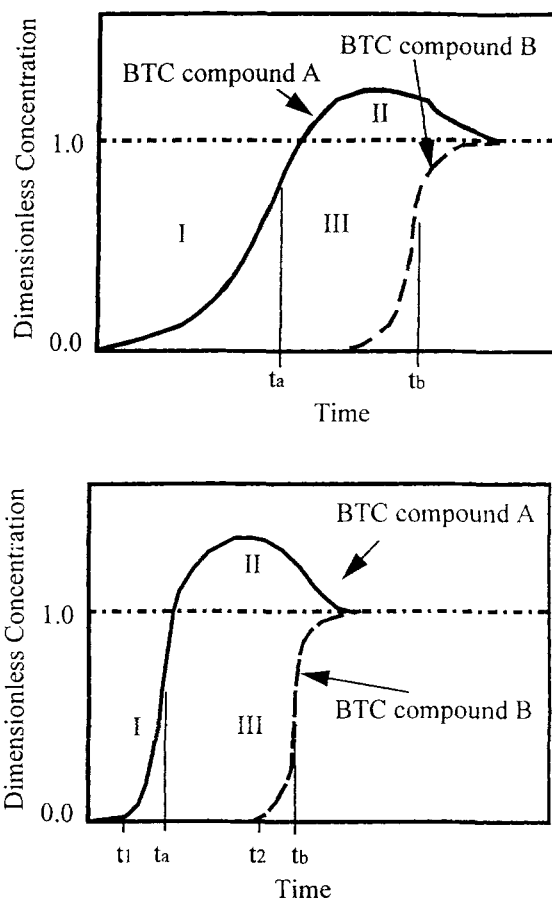 Dimensionless Concentration
BTC compound A
BTC compound B
1.0
0.0
I
II
III
ta
tb
Time
Dimensionless Concentration
BTC compound A
BTC compound B
1.0
0.0
I
II
III
t1
ta
t2
tb
Time